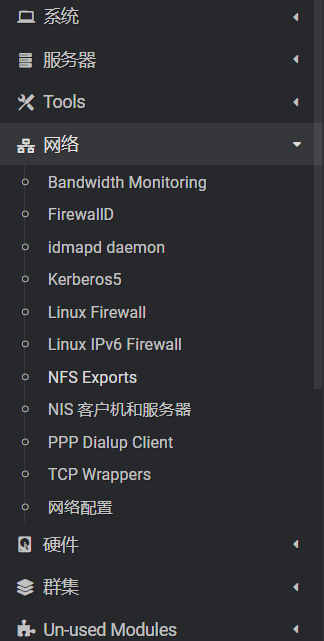 系统
服务器
Tools
网络
Bandwidth Monitoring
FirewallD
idmapd daemon
Kerberos5
Linux Firewall
Linux IPv6 Firewall
NFS Exports
NIS 客户机和服务器
PPP Dialup Client
TCP Wrappers
网络配置
硬件
群集
Un-used Modules